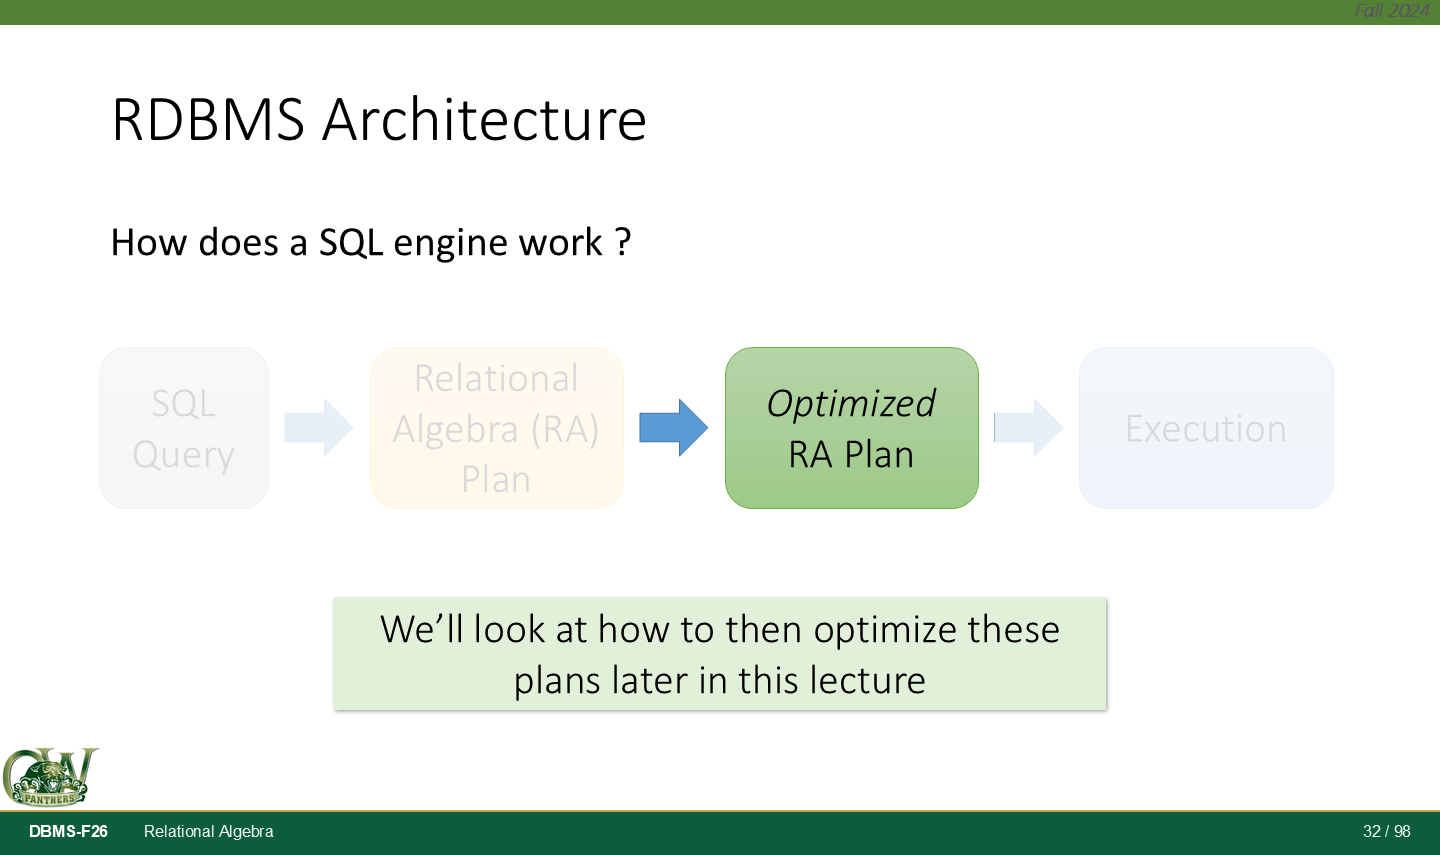 Fall 2024
RDBMS Architecture
How does a SQL engine work ?
SQL
Query
Relational
Algebra (RA)
Plan
Optimized
RA Plan
Execution
We’ll look at how to then optimize these
plans later in this lecture
OW
PANTHERS
DBMS-F26
Relational Algebra
32 / 98